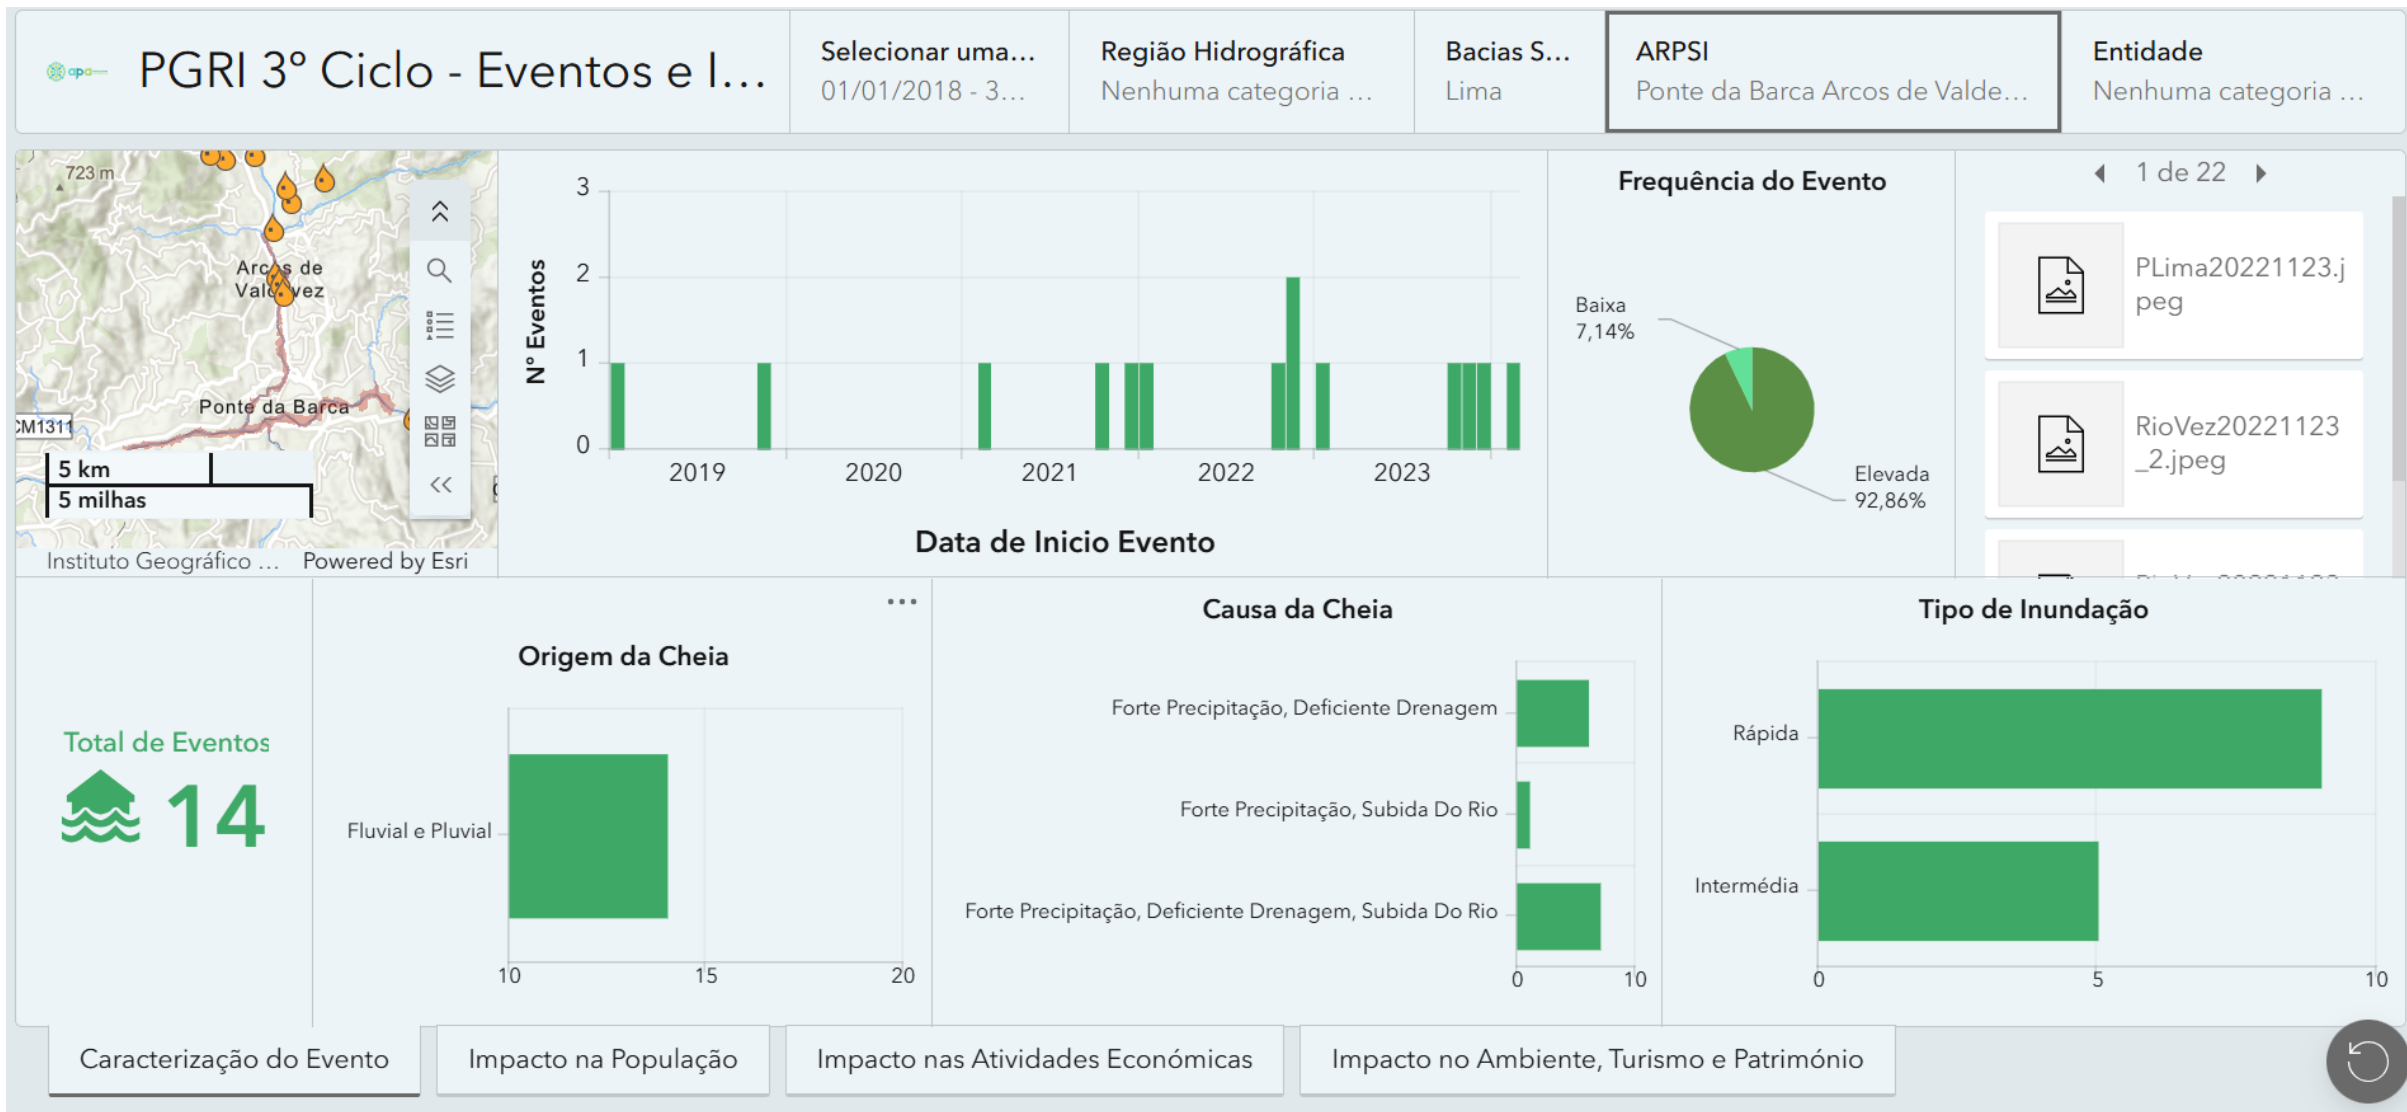 apa
PGRI 3º Ciclo - Eventos e I...
Selecionar uma...
01/01/2018 - 3...
Região Hidrográfica
Nenhuma categoria ...
Bacias S...
Lima
ARPSI
Ponte da Barca Arcos de Valde...
Entidade
Nenhuma categoria ...
723 m
Arcos de
Valdevez
Ponte da Barca
CM1311
5 km
5 milhas
Instituto Geográfico ...
Powered by Esri
Nº Eventos
3
2
1
0
2019
2020
2021
2022
2023
Data de Inicio Evento
Frequência do Evento
Baixa
7,14%
Elevada
92,86%
1 de 22
PLima20221123.j
peg
RioVez20221123
_2.jpeg
Total de Eventos
14
Origem da Cheia
Fluvial e Pluvial
10
15
20
Causa da Cheia
Forte Precipitação, Deficiente Drenagem
Forte Precipitação, Subida Do Rio
Forte Precipitação, Deficiente Drenagem, Subida Do Rio
0
10
Tipo de Inundação
Rápida
Intermédia
0
5
10
Caracterização do Evento
Impacto na População
Impacto nas Atividades Económicas
Impacto no Ambiente, Turismo e Património